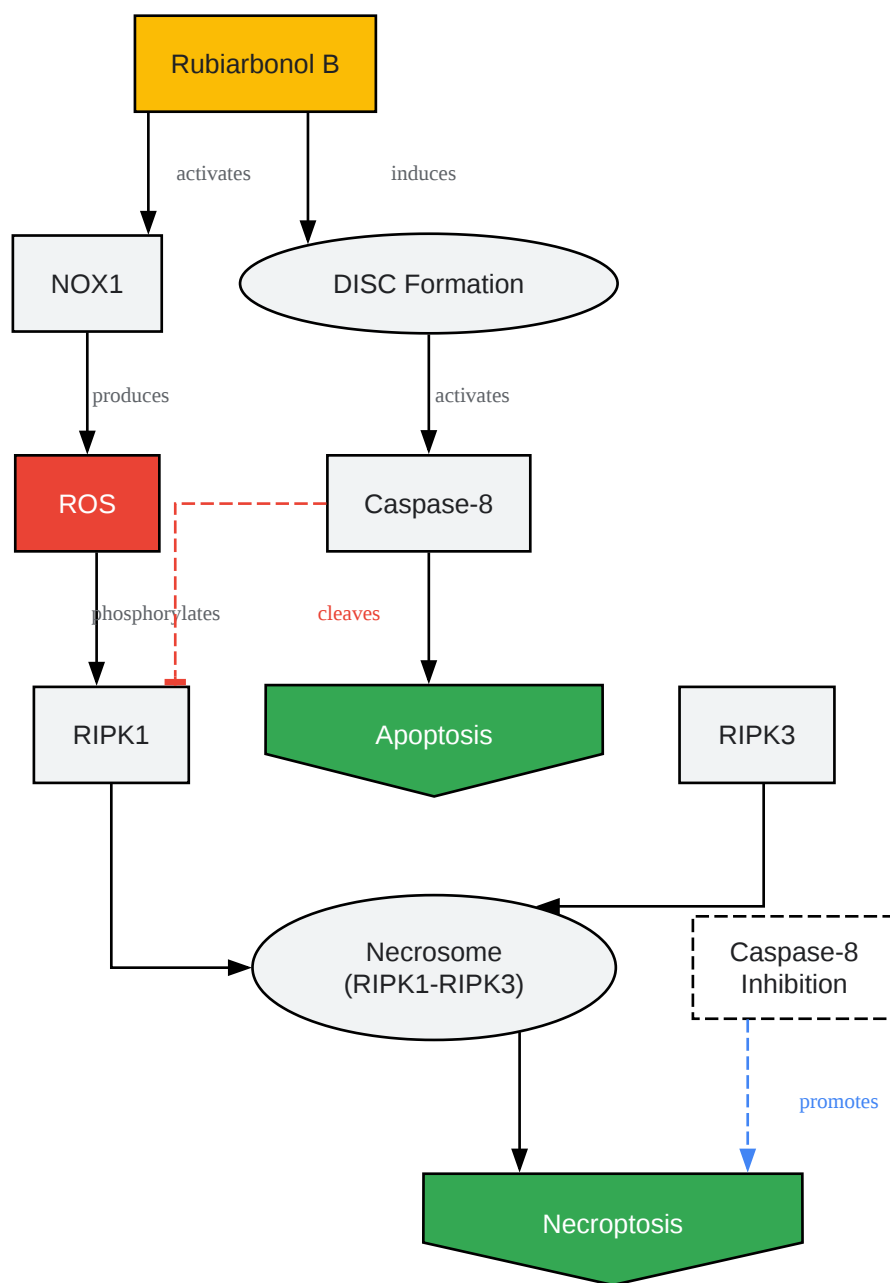 Rubiarbonol B
activates
induces
NOX1
DISC Formation
produces
activates
ROS
Caspase-8
phosphorylates
cleaves
RIPK1
Apoptosis
RIPK3
Necrosome
(RIPK1-RIPK3)
Caspase-8
Inhibition
promotes
Necroptosis